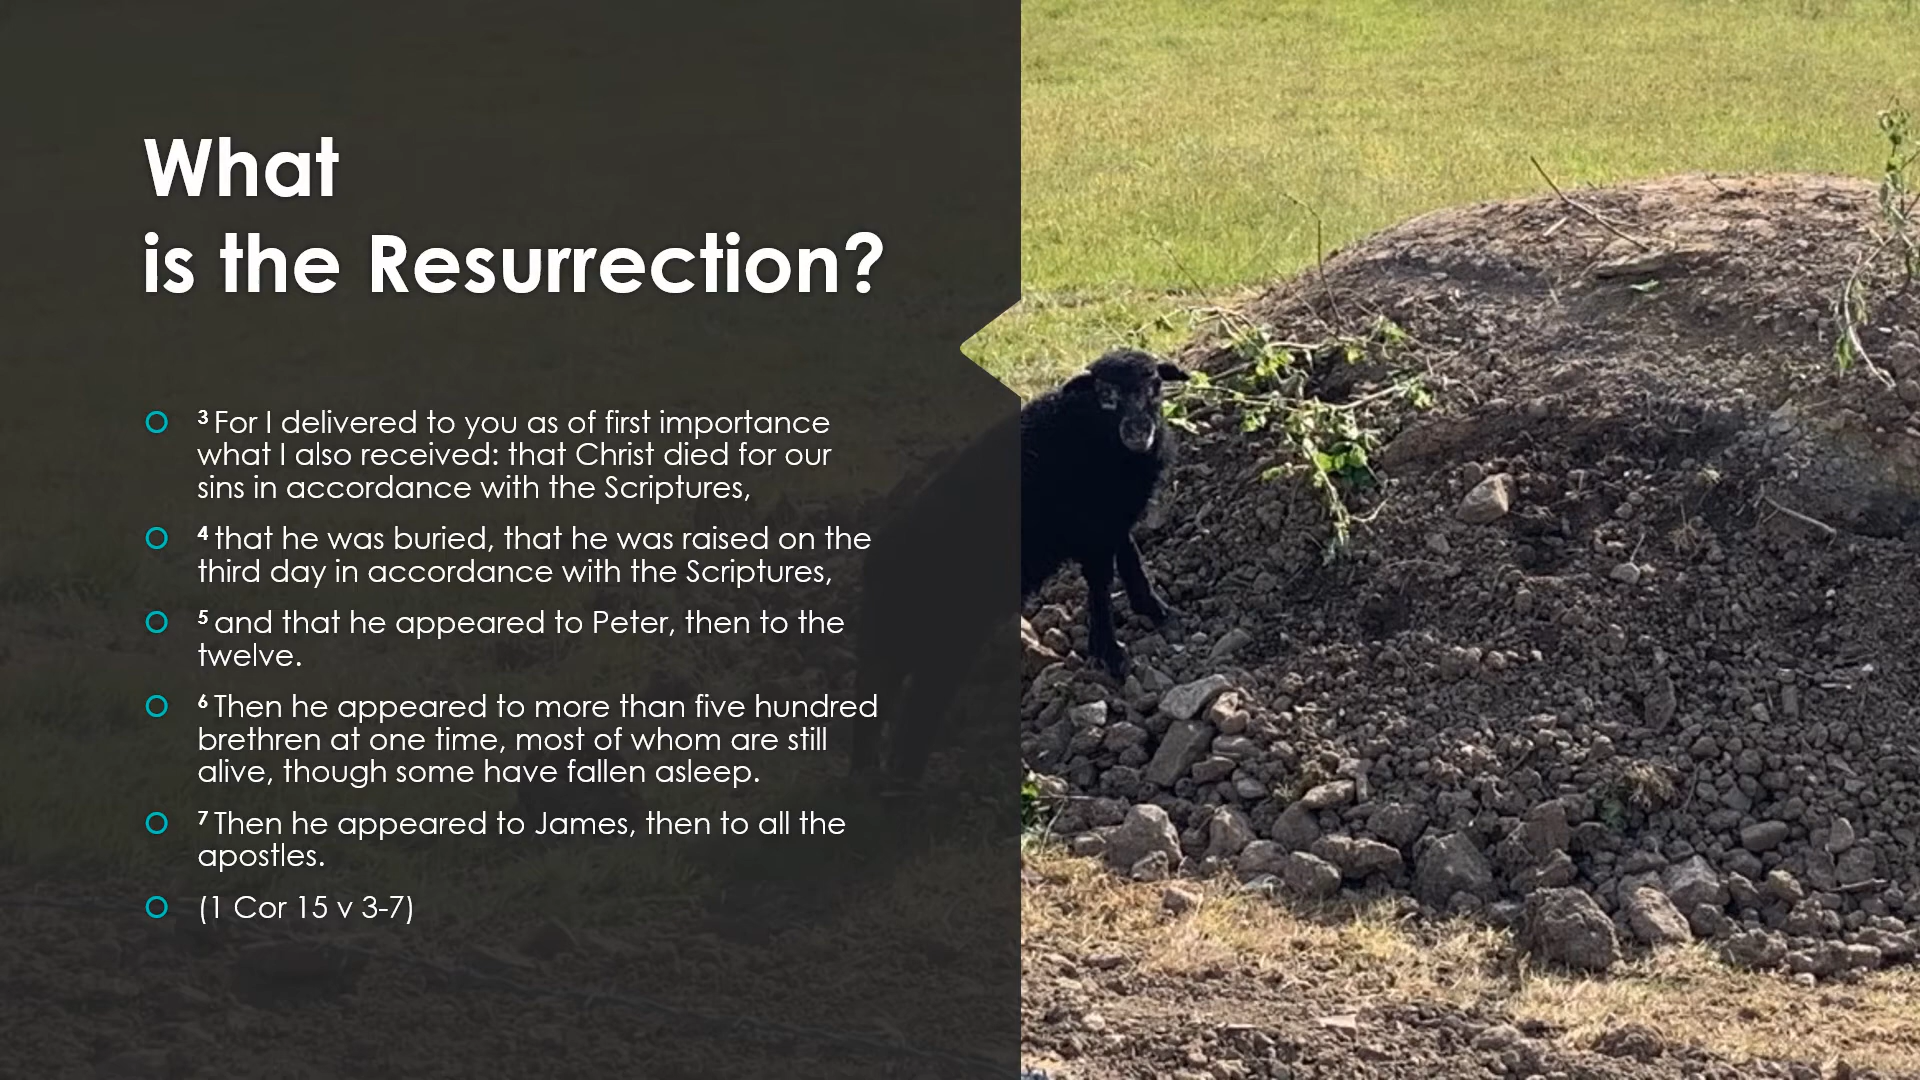 What
is the Resurrection?
³ For I delivered to you as of first importance
what I also received: that Christ died for our
sins in accordance with the Scriptures,
⁴ that he was buried, that he was raised on the
third day in accordance with the Scriptures,
⁵ and that he appeared to Peter, then to the
twelve.
⁶ Then he appeared to more than five hundred
brethren at one time, most of whom are still
alive, though some have fallen asleep.
⁷ Then he appeared to James, then to all the
apostles.
(1 Cor 15 v 3-7)